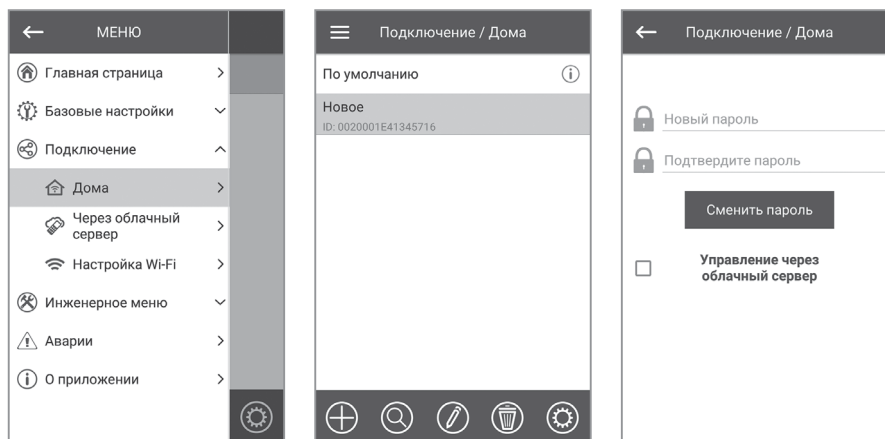 МЕНЮ
Главная страница
Базовые настройки
Подключение
Дома
Через облачный
сервер
Настройка Wi-Fi
Инженерное меню
Аварии
О приложении
Подключение / Дома
По умолчанию
Новое
ID: 0020001E41345716
Подключение / Дома
Новый пароль
Подтвердите пароль
Сменить пароль
Управление через
облачный сервер